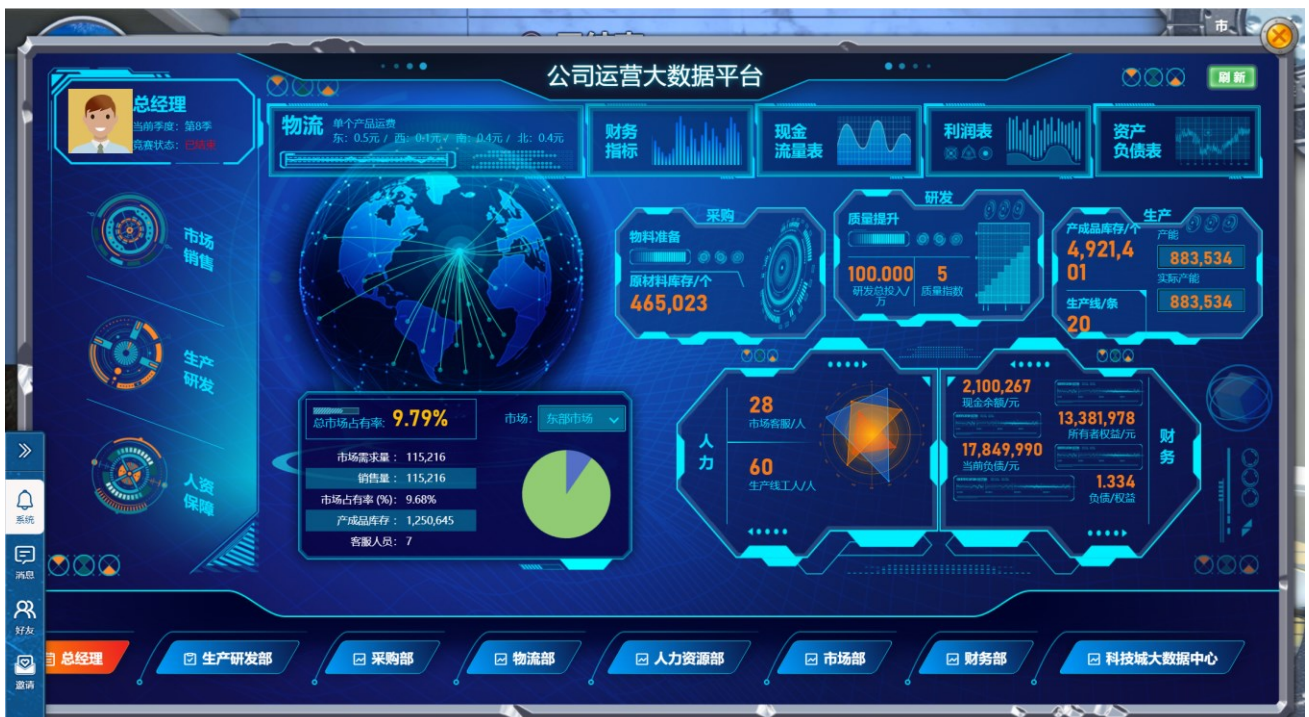 市
公司运营大数据平台
刷新
总经理
当前季度：第8季
竞赛状态：已结束
物流
单个产品运费
东：0.5元 / 西：0.4元 / 南：0.4元 / 北：0.4元
财务
指标
现金
流量表
利润表
资产
负债表
市场
销售
生产
研发
人资
保障
采购
物料准备
原材料库存/个
465,023
研发
质量提升
100.000
研发总投入/
万
5
质量指数
生产
产成品库存/个
4,921,4
01
生产线/条
20
产能
883,534
实际产能
883,534
总市场占有率: 9.79%
市场: 东部市场
市场需求量： 115,216
销售量： 115,216
市场占有率 (%): 9.68%
产成品库存： 1,250,645
客服人员： 7
人
力
28
市场客服/人
60
生产线工人/人
2,100,267
现金余额/元
13,381,978
所有者权益/元
17,849,990
当前负债/元
1.334
负债/权益
财
务
系统
消息
好友
邀请
总经理
生产研发部
采购部
物流部
人力资源部
市场部
财务部
科技城大数据中心